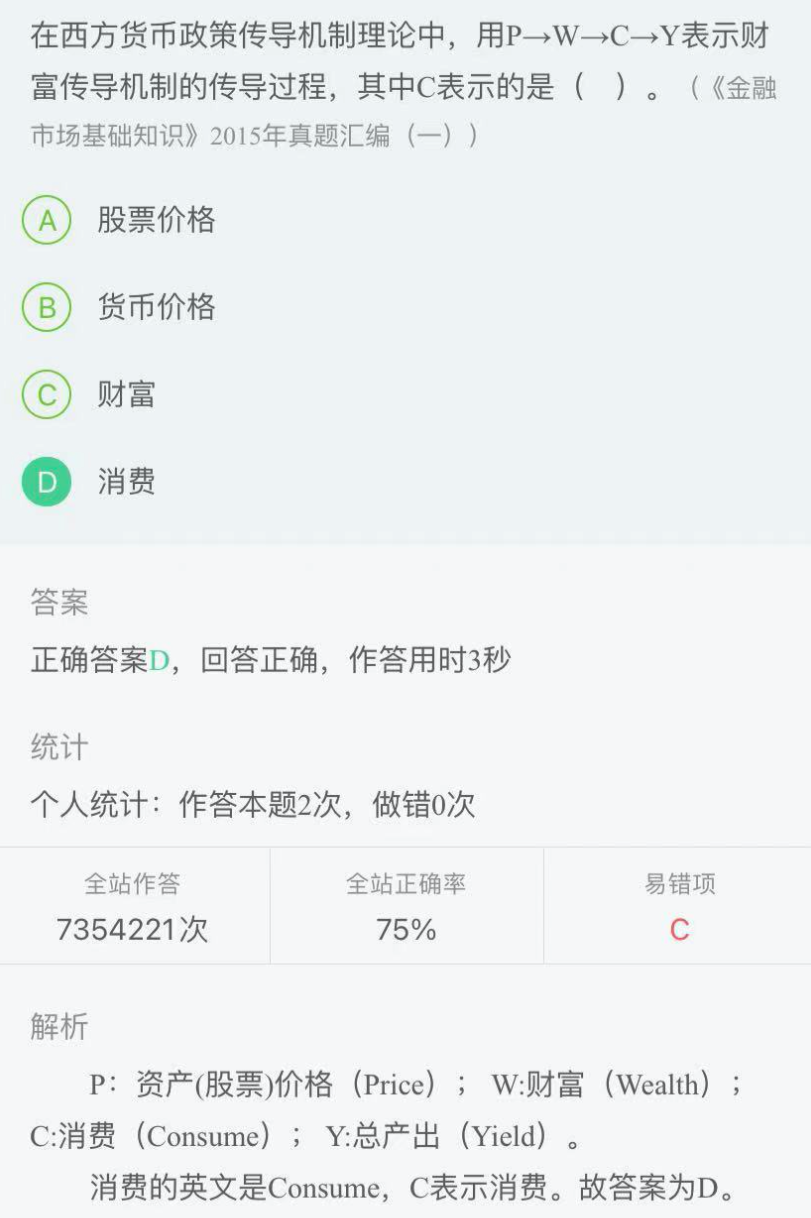 在西方货币政策传导机制理论中，用P→W→C→Y表示财
富传导机制的传导过程，其中C表示的是（　）。（《金融
市场基础知识》2015年真题汇编（一））
A 股票价格
B 货币价格
C 财富
D 消费
答案
正确答案D，回答正确，作答用时3秒
统计
个人统计：作答本题2次，做错0次
全站作答 全站正确率 易错项
7354221次 75% C
解析
P：资产(股票)价格（Price）； W:财富（Wealth）；
C:消费（Consume）； Y:总产出（Yield）。
消费的英文是Consume，C表示消费。故答案为D。